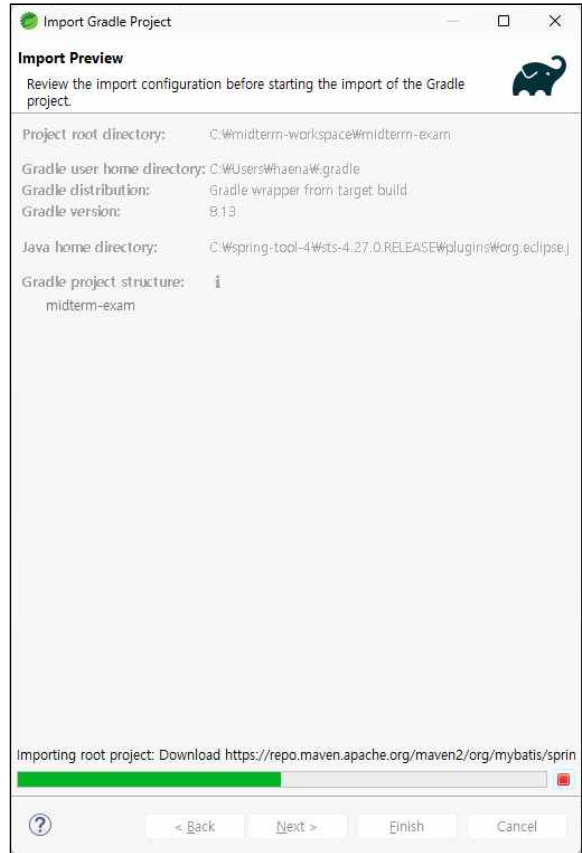 Import Gradle Project
Import Preview
Review the import configuration before starting the import of the Gradle
project.
Project root directory: C:₩midterm-workspace₩midterm-exam
Gradle user home directory: C:₩Users₩haena₩.gradle
Gradle distribution: Gradle wrapper from target build
Gradle version: 8.13
Java home directory: C:₩spring-tool-4₩sts-4.27.0.RELEASE₩plugins₩org.eclipse.j
Gradle project structure:
midterm-exam
Importing root project: Download https://repo.maven.apache.org/maven2/org/mybatis/sprin
< Back Next > Finish Cancel